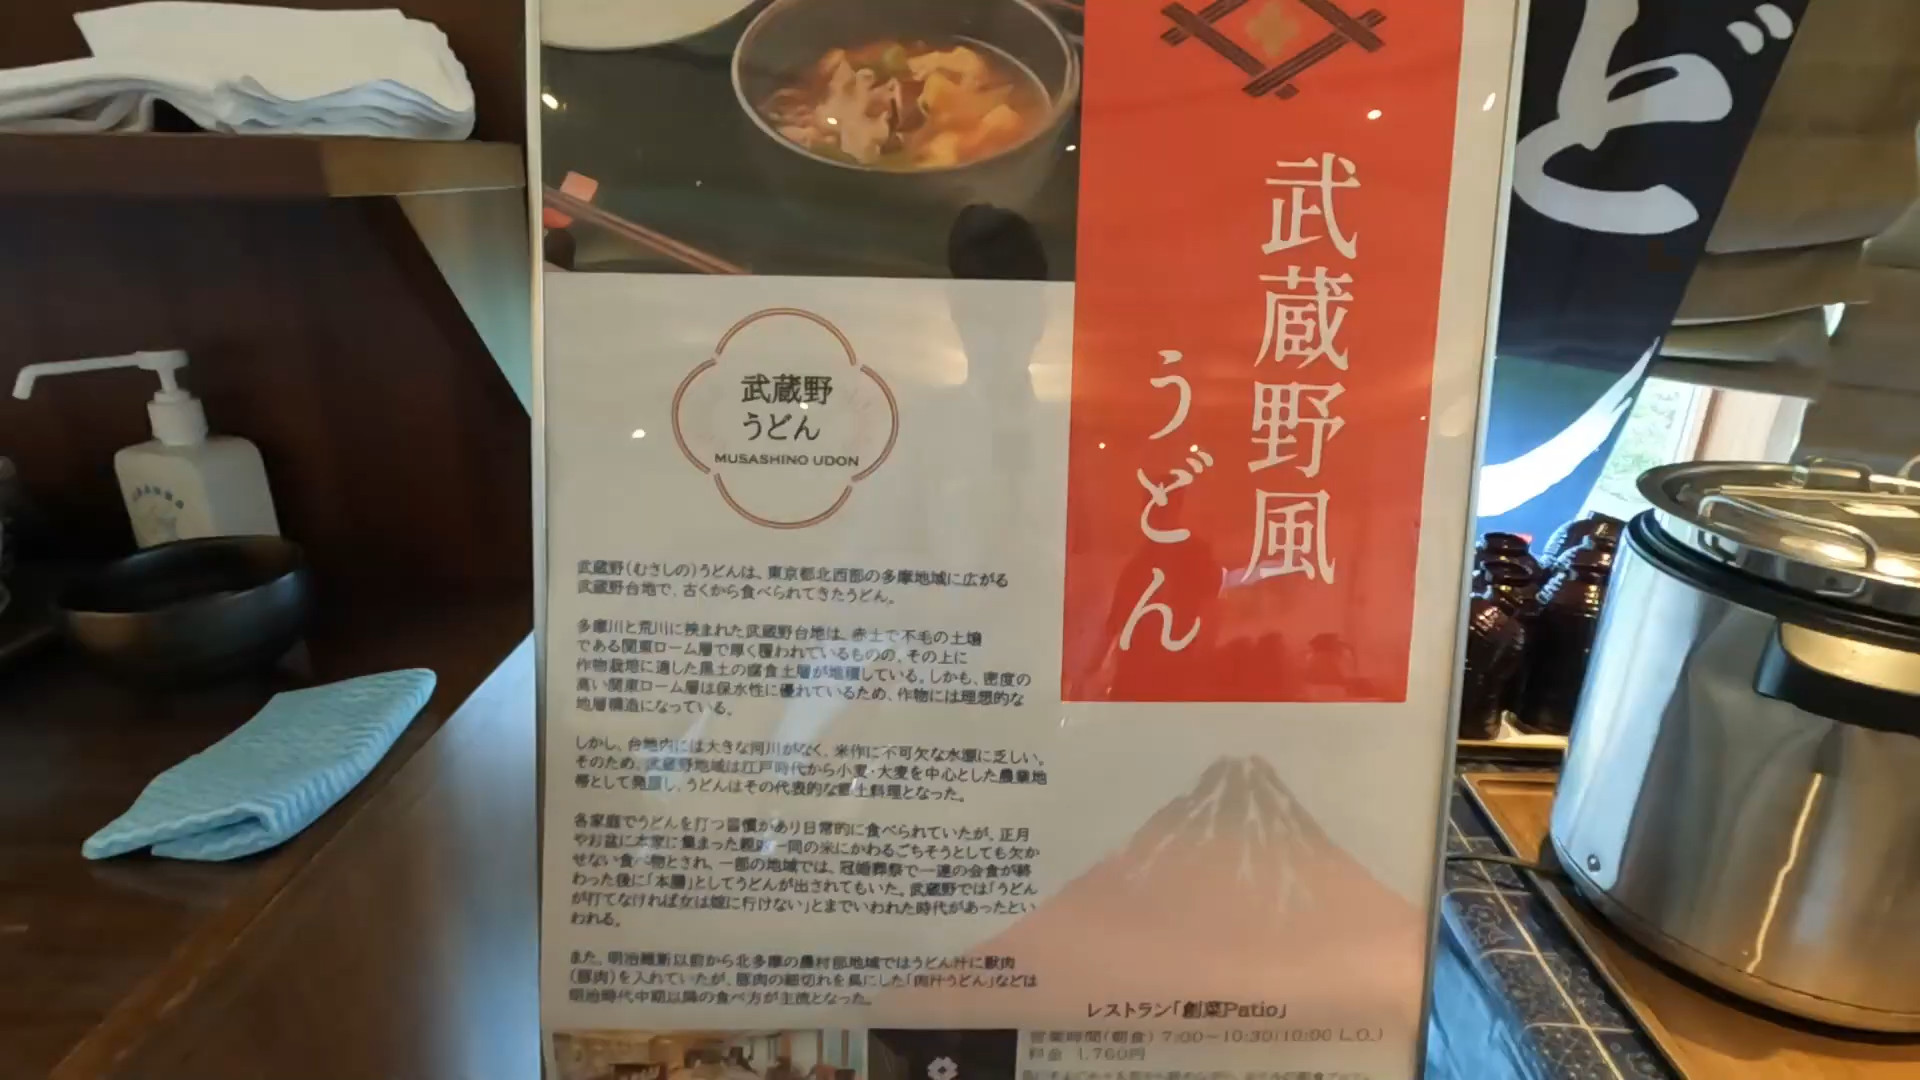 武蔵野風
うどん
ど
武蔵野
うどん
MUSASHINO UDON
武蔵野(むさしの)うどんは、東京都北西部の多摩地域に広がる
武蔵野台地で、古くから食べられてきたうどん。
多摩川と荒川に挟まれた武蔵野台地は、赤土で不毛の土壌
である関東ローム層で厚く覆われているものの、その上に
作物栽培に適した黒土の腐食土層が堆積している。しかも、密度の
高い関東ローム層は保水性に優れているため、作物には理想的な
地層構造になっている。
しかし、台地内には大きな河川がなく、米作に不可欠な水源に乏しい。
そのため、武蔵野地域は江戸時代から小麦・大麦を中心とした農業地
帯として発展し、うどんはその代表的な郷土料理となった。
各家庭でうどんを打つ習慣があり日常的に食べられていたが、正月
やお盆に本家に集まった親族一同の米にかわるごちそうとしても欠か
せない食べ物とされ、一部の地域では、冠婚葬祭で一連の会食が終
わった後に「本膳」としてうどんが出されてもいた。武蔵野では「うどん
が打てなければ女は嫁に行けない」とまでいわれた時代があったとい
われる。
また、明治維新以前から北多摩の農村部地域ではうどん汁に獣肉
(豚肉)を入れていたが、豚肉の細切れを具にした「肉汁うどん」などは
明治時代中期以降の食べ方が主流となった。
レストラン「創菜Patio」
営業時間(朝食) 7:00~10:30(10:00 L.O.)
料金 1,760円